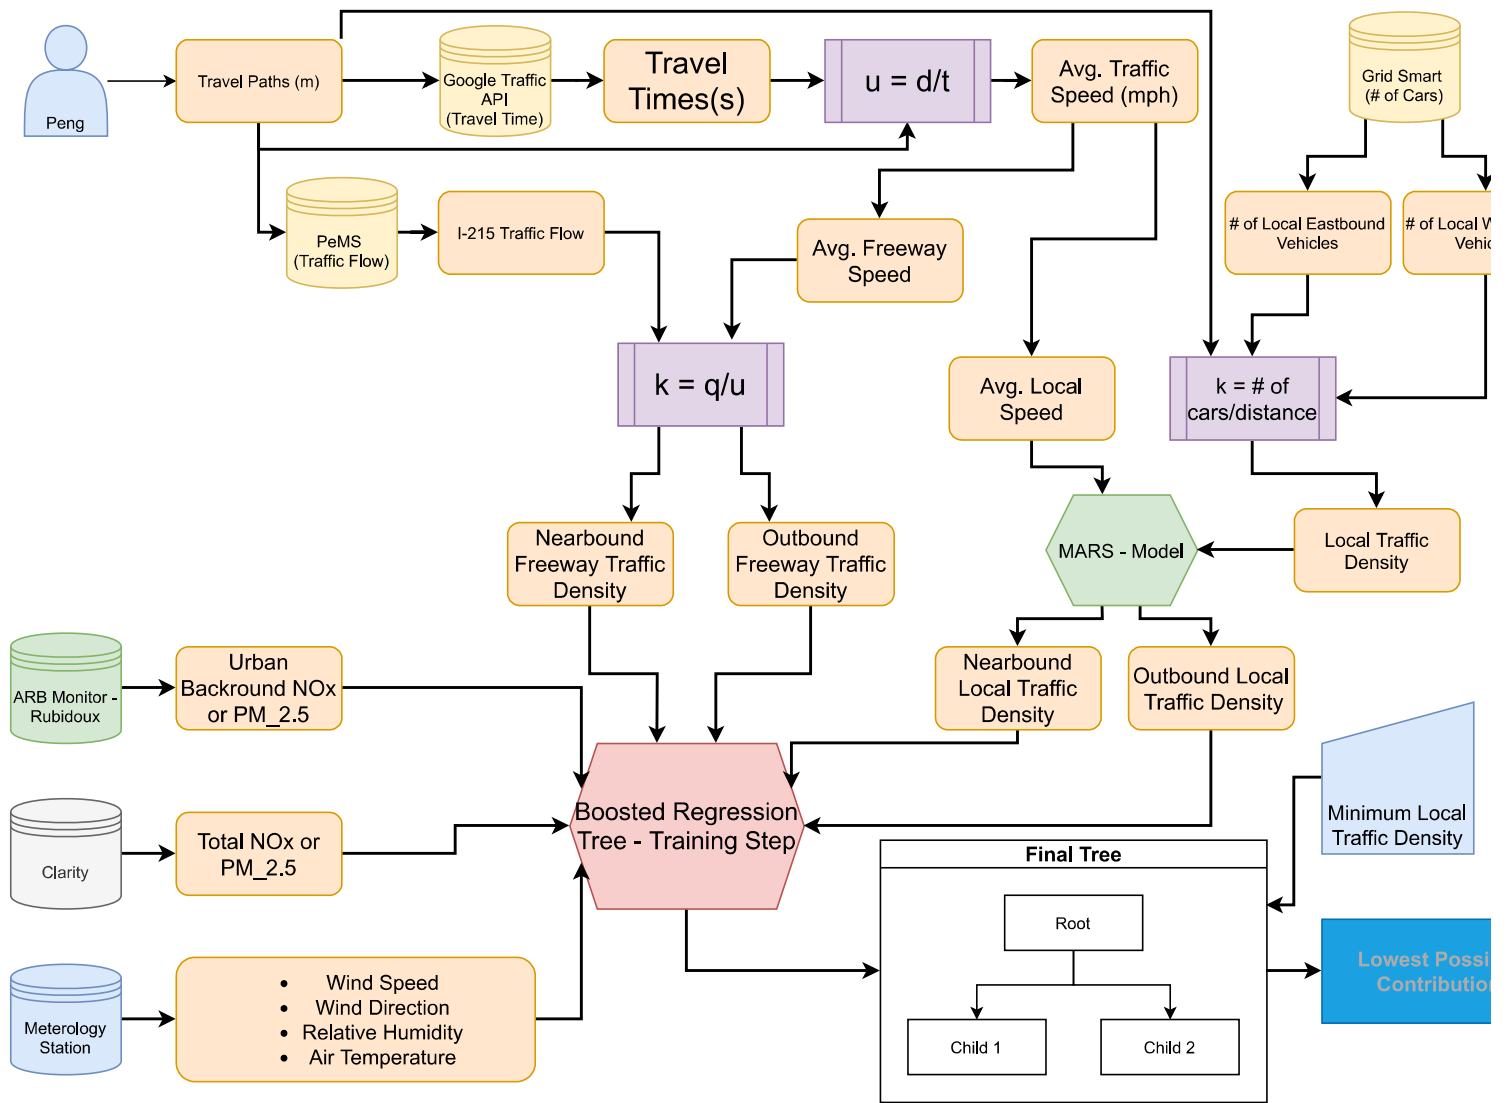 Peng
Travel Paths (m)
Google Traffic
API
(Travel Time)
Travel
Times(s)
u = d/t
Avg. Traffic
Speed (mph)
Grid Smart
(# of Cars)
PeMS
(Traffic Flow)
I-215 Traffic Flow
Avg. Freeway
Speed
# of Local Eastbound
Vehicles
# of Local W
k = q/u
Avg. Local
Speed
k = # of
cars/distance
Nearbound
Freeway Traffic
Density
Outbound
Freeway Traffic
Density
MARS - Model
Local Traffic
Density
ARB Monitor -
Rubidoux
Urban
Backround NOx
or PM_2.5
Nearbound
Local Traffic
Density
Outbound Local
Traffic Density
Clarity
Total NOx or
PM_2.5
Boosted Regression
Tree - Training Step
Minimum Local
Traffic Density
Final Tree
Root
Child 1
Child 2
Lowest Possi
Contribution
Meterology
Station
• Wind Speed
• Wind Direction
• Relative Humidity
• Air Temperature